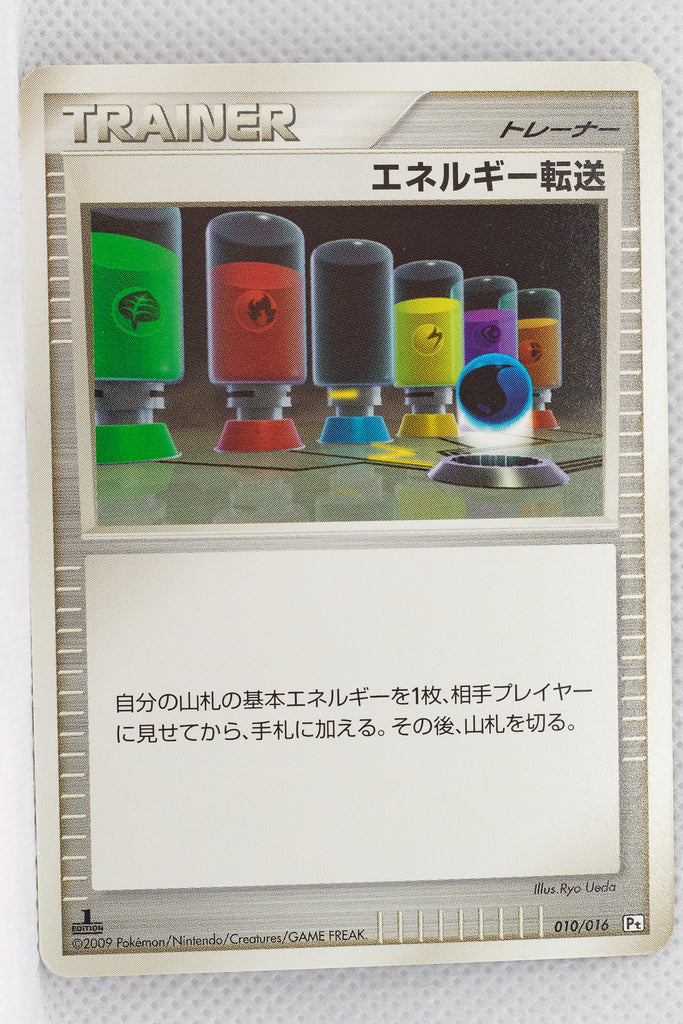 TRAINER
トレーナー
エネルギー転送
自分の山札の基本エネルギーを1枚、相手プレイヤー
に見せてから、手札に加える。その後、山札を切る。
Illus.Ryo Ueda
1
EDITION
©2009 Pokémon/Nintendo/Creatures/GAME FREAK.
010/016
Pt